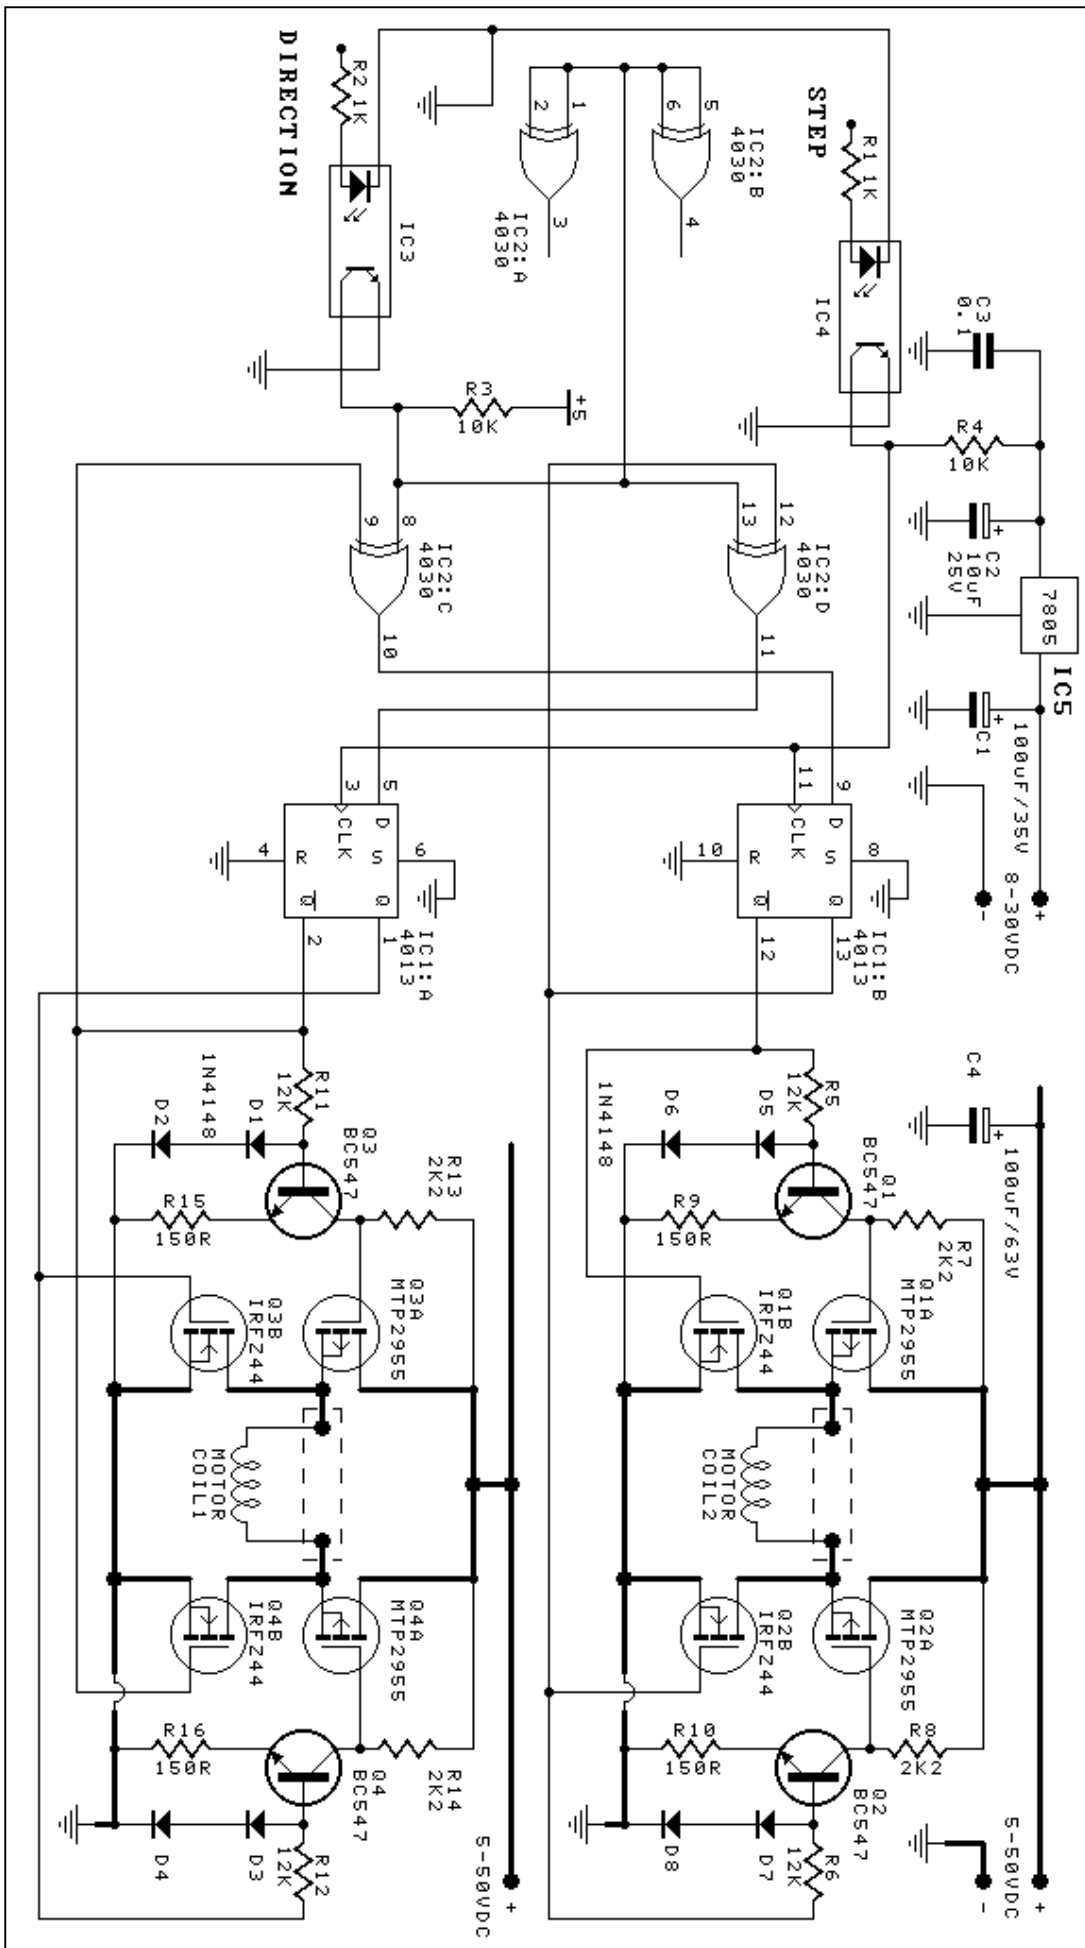 DIRECTION
R2 1K
IC3
2
1
3
IC2:A
4030
6
5
4
IC2:B
4030
STEP
R1 1K
IC4
C3
0.1
R3
10K
+5
R4
10K
C2
10uF
25V
+
7805
IC5
C1
100uF/35V
+
8-30VDC
+
-
9
8
10
IC2:C
4030
13
12
11
IC2:D
4030
3
5
CLK
D
4
R
S
6
Q
Q
2
1
IC1:A
4013
11
9
CLK
D
10
R
S
8
Q
Q
12
13
IC1:B
4013
R11
12K
1N4148
D2
D1
Q3
BC547
R13
2K2
R15
150R
Q3B
IRFZ44
Q3A
MTP2955
MOTOR
COIL1
Q4B
IRFZ44
Q4A
MTP2955
R16
150R
Q4
BC547
R14
2K2
D4
D3
R12
12K
5-50VDC
+
C4
100uF/63V
+
R5
12K
1N4148
D6
D5
Q1
BC547
R7
2K2
R9
150R
Q1B
IRFZ44
Q1A
MTP2955
MOTOR
COIL2
Q2B
IRFZ44
Q2A
MTP2955
R10
150R
R8
2K2
Q2
BC547
D8
D7
R6
12K
5-50VDC
+
-